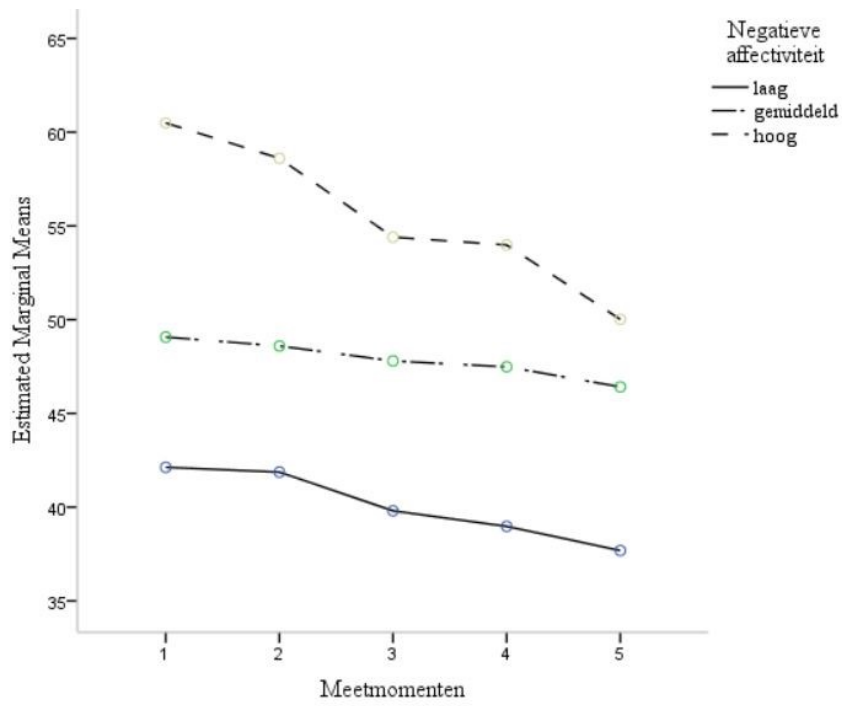 Negatieve
affectiviteit
laag
gemiddeld
hoog
Estimated Marginal Means
65
60
55
50
45
40
35
1 2 3 4 5
Meetmomenten